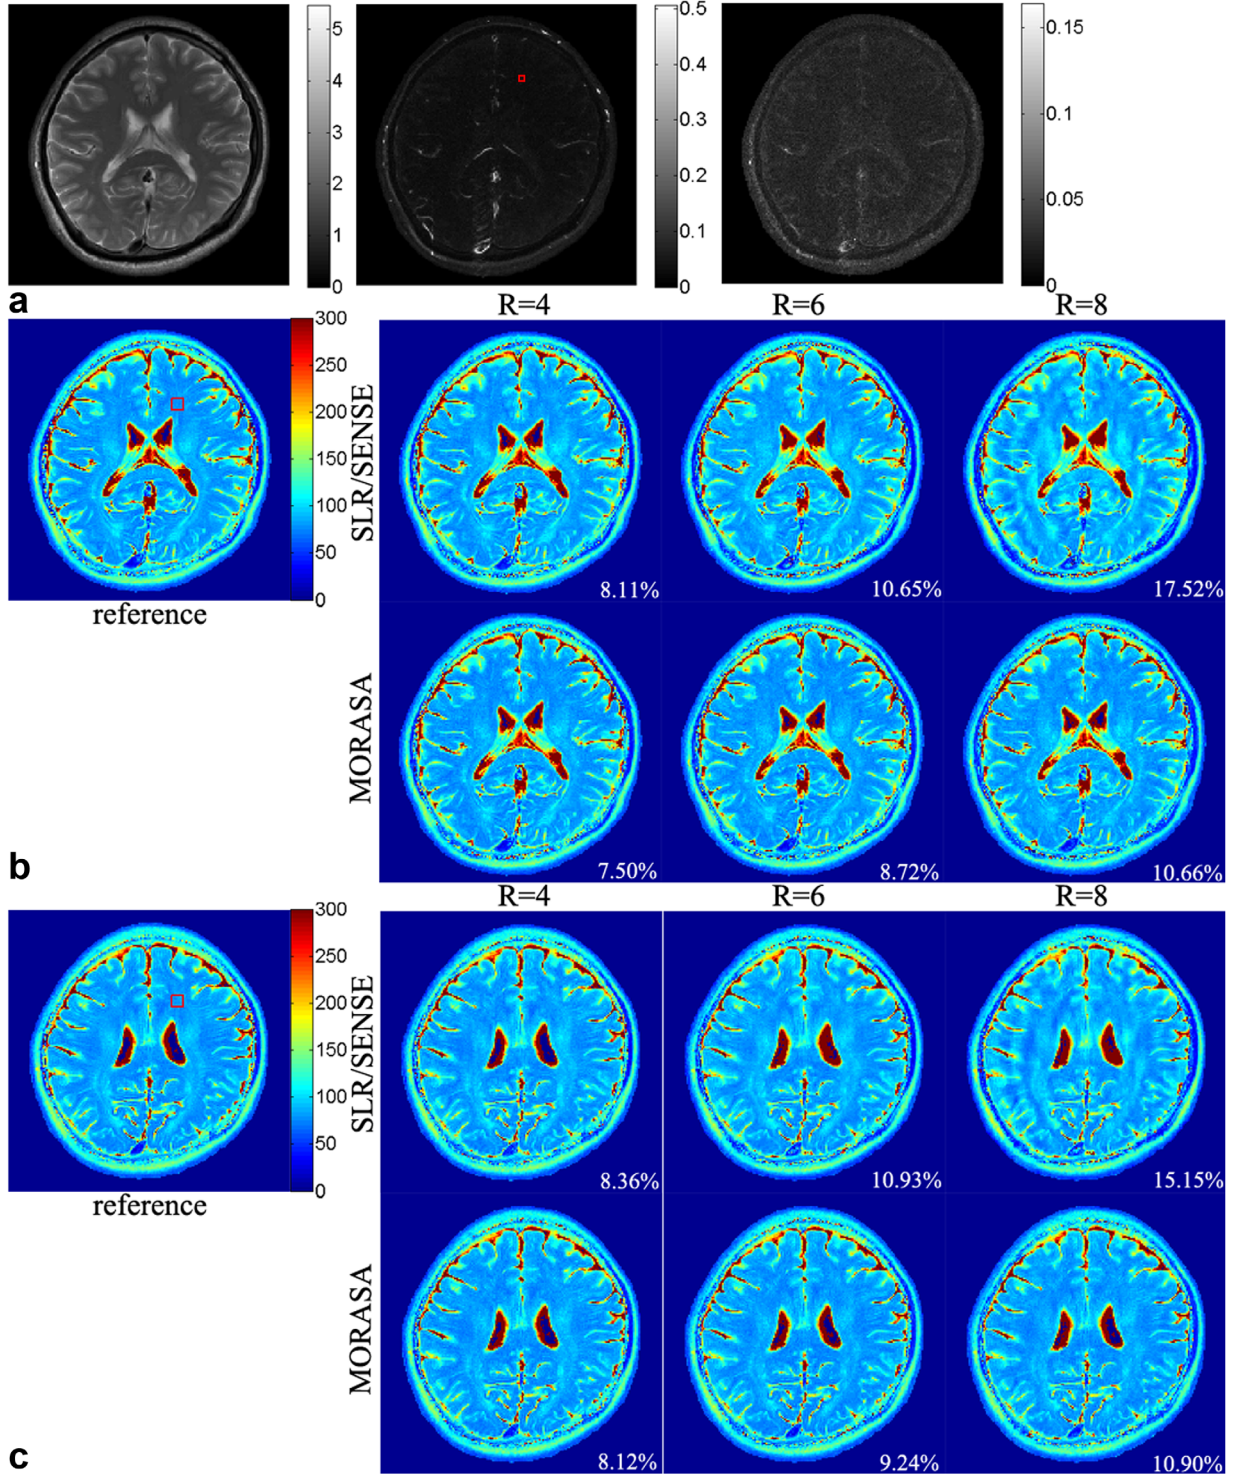 5
4
3
2
1
0
0.5
0.4
0.3
0.2
0.1
0
0.15
0.1
0.05
0
a
R=4
R=6
R=8
300
250
200
150
100
50
0
reference
SLR/SENSE
8.11%
10.65%
17.52%
MORASA
7.50%
8.72%
10.66%
b
R=4
R=6
R=8
300
250
200
150
100
50
0
reference
SLR/SENSE
8.36%
10.93%
15.15%
MORASA
8.12%
9.24%
10.90%
c